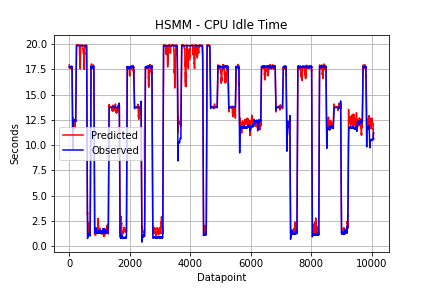 HSMM - CPU Idle Time
20.0
17.5
15.0
12.5
10.0
7.5
5.0
2.5
0.0
Seconds
Predicted
Observed
0 2000 4000 6000 8000 10000
Datapoint